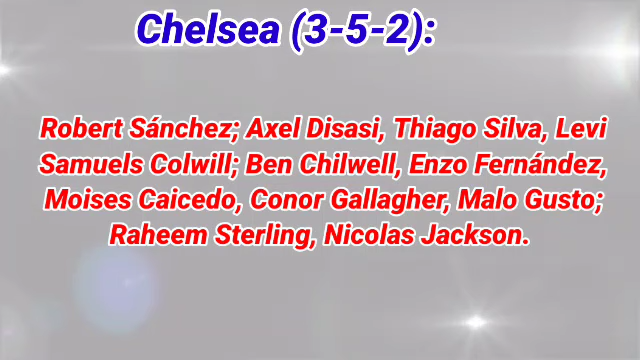 Chelsea (3-5-2):
Robert Sánchez; Axel Disasi, Thiago Silva, Levi
Samuels Colwill; Ben Chilwell, Enzo Fernández,
Moises Caicedo, Conor Gallagher, Malo Gusto;
Raheem Sterling, Nicolas Jackson.